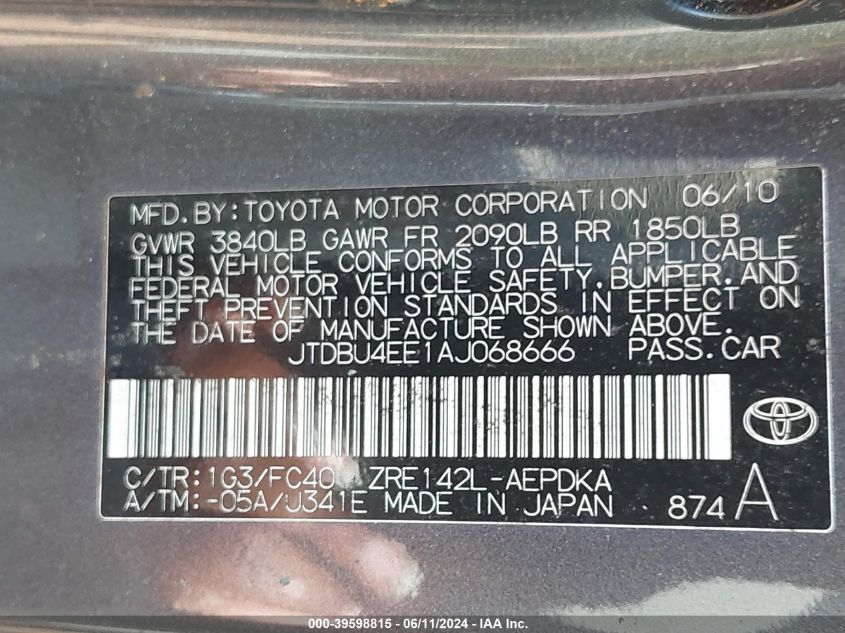 MFD.BY:TOYOTA MOTOR CORPORATION 06/10
GVWR 3840LB GAWR FR 2090LB RR 1850LB
THIS VEHICLE CONFORMS TO ALL APPLICABLE
FEDERAL MOTOR VEHICLE SAFETY,BUMPER,AND
THEFT PREVENTION STANDARDS IN EFFECT ON
THE DATE OF MANUFACTURE SHOWN ABOVE.
JTDBU4EE1AJ068666 PASS.CAR
C/TR:1G3/FC40 ZRE142L-AEPDKA
A/TM:-05A/U341E MADE IN JAPAN 874 A
000-39598815 - 06/11/2024 - IAA Inc.